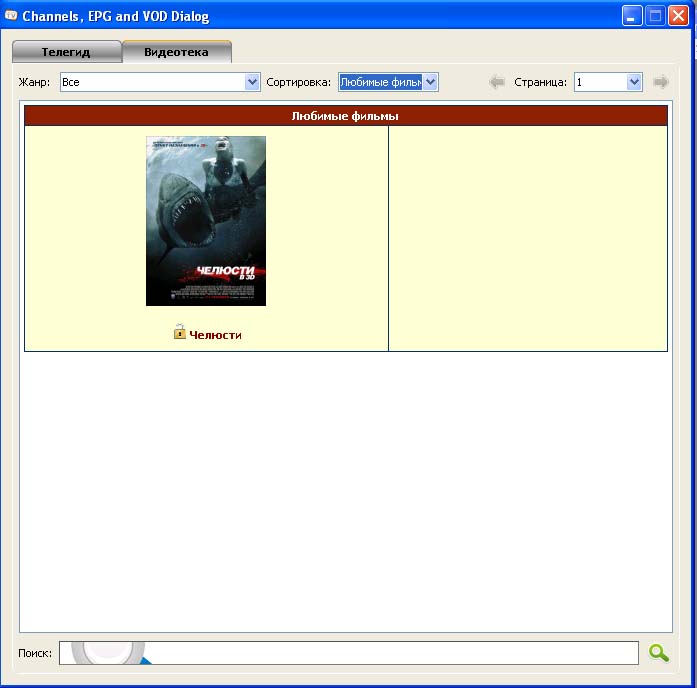 Channels, EPG and VOD Dialog
Телегид
Видеотека
Жанр: Все Сортировка: Любимые филь Страница: 1
Любимые фильмы
ЧЕЛЮСТИ
В 3D
Челюсти
Поиск: